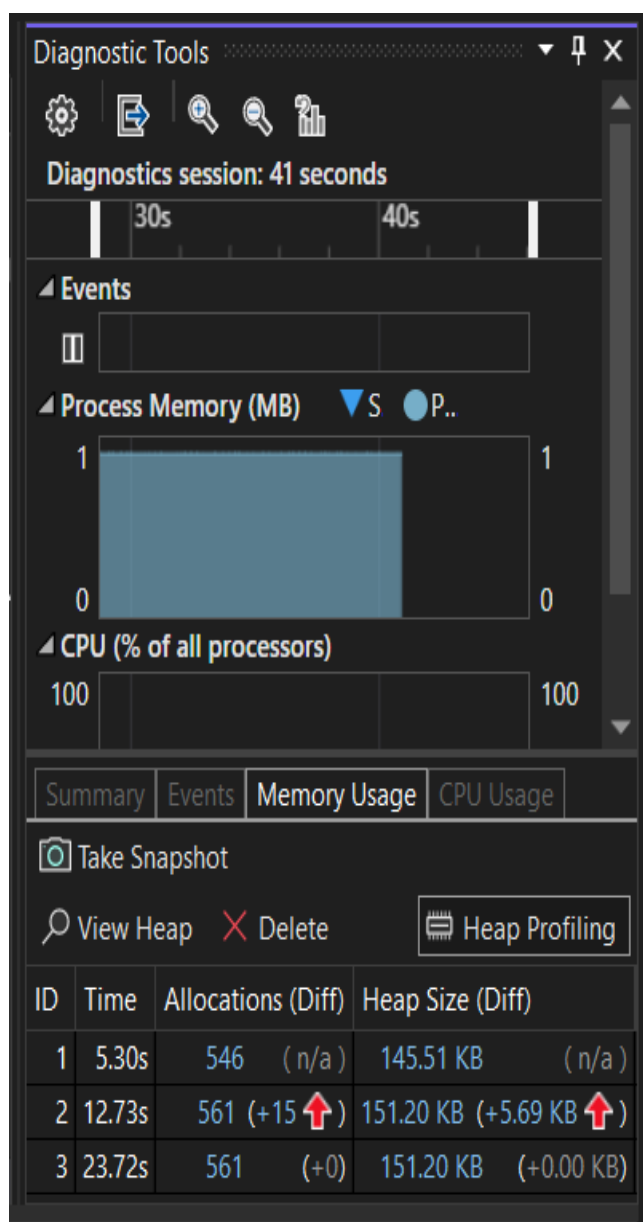 Diagnostic Tools
Diagnostics session: 41 seconds
30s 40s
Events
Process Memory (MB) S P..
1 1
0 0
CPU (% of all processors)
100 100
Summary Events Memory Usage CPU Usage
Take Snapshot
View Heap Delete Heap Profiling
ID Time Allocations (Diff) Heap Size (Diff)
1 5.30s 546 ( n/a ) 145.51 KB ( n/a )
2 12.73s 561 (+15 ) 151.20 KB (+5.69 KB )
3 23.72s 561 (+0) 151.20 KB (+0.00 KB)